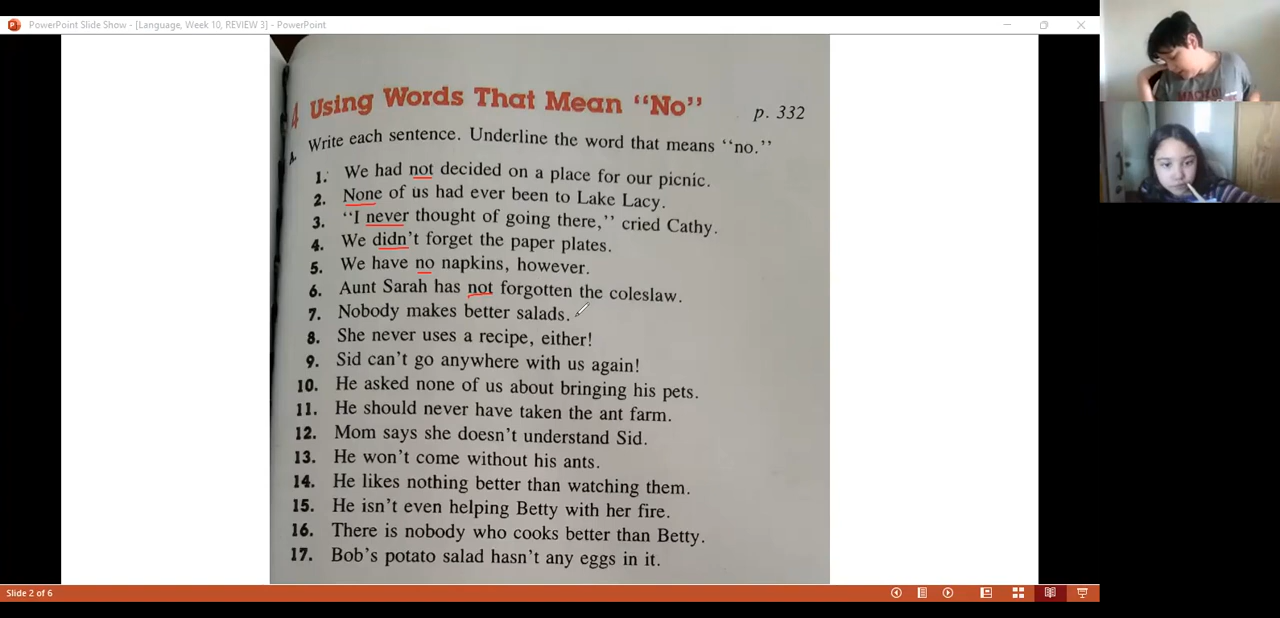 PowerPoint Slide Show - [Language, Week 10, REVIEW 3] - PowerPoint
4 Using Words That Mean “No” p. 332
A. Write each sentence. Underline the word that means “no.”
1. We had not decided on a place for our picnic.
2. None of us had ever been to Lake Lacy.
3. “I never thought of going there,” cried Cathy.
4. We didn’t forget the paper plates.
5. We have no napkins, however.
6. Aunt Sarah has not forgotten the coleslaw.
7. Nobody makes better salads.
8. She never uses a recipe, either!
9. Sid can’t go anywhere with us again!
10. He asked none of us about bringing his pets.
11. He should never have taken the ant farm.
12. Mom says she doesn’t understand Sid.
13. He won’t come without his ants.
14. He likes nothing better than watching them.
15. He isn’t even helping Betty with her fire.
16. There is nobody who cooks better than Betty.
17. Bob’s potato salad hasn’t any eggs in it.
Slide 2 of 6